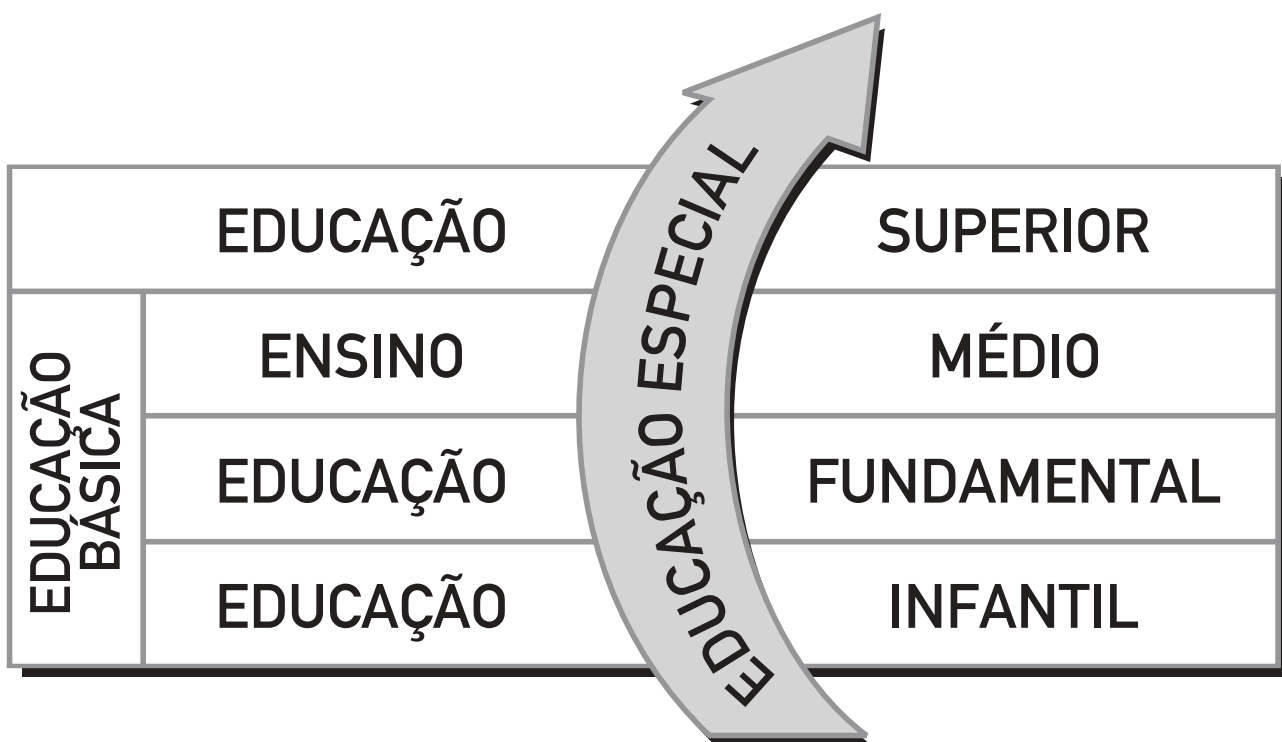 EDUCAÇÃO SUPERIOR
EDUCAÇÃO
BÁSICA
ENSINO MÉDIO
EDUCAÇÃO FUNDAMENTAL
EDUCAÇÃO INFANTIL
EDUCAÇÃO ESPECIAL